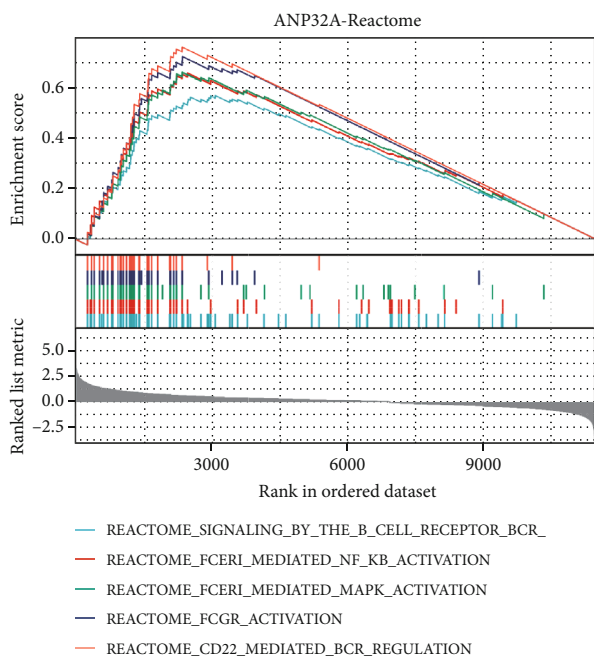 ANP32A-Reactome
Enrichment score
0.6
0.4
0.2
0.0
Ranked list metric
5.0
2.5
0.0
−2.5
3000 6000 9000
Rank in ordered dataset
REACTOME_SIGNALING_BY_THE_B_CELL_RECEPTOR_BCR_
REACTOME_FCERI_MEDIATED_NF_KB_ACTIVATION
REACTOME_FCERI_MEDIATED_MAPK_ACTIVATION
REACTOME_FCGR_ACTIVATION
REACTOME_CD22_MEDIATED_BCR_REGULATION